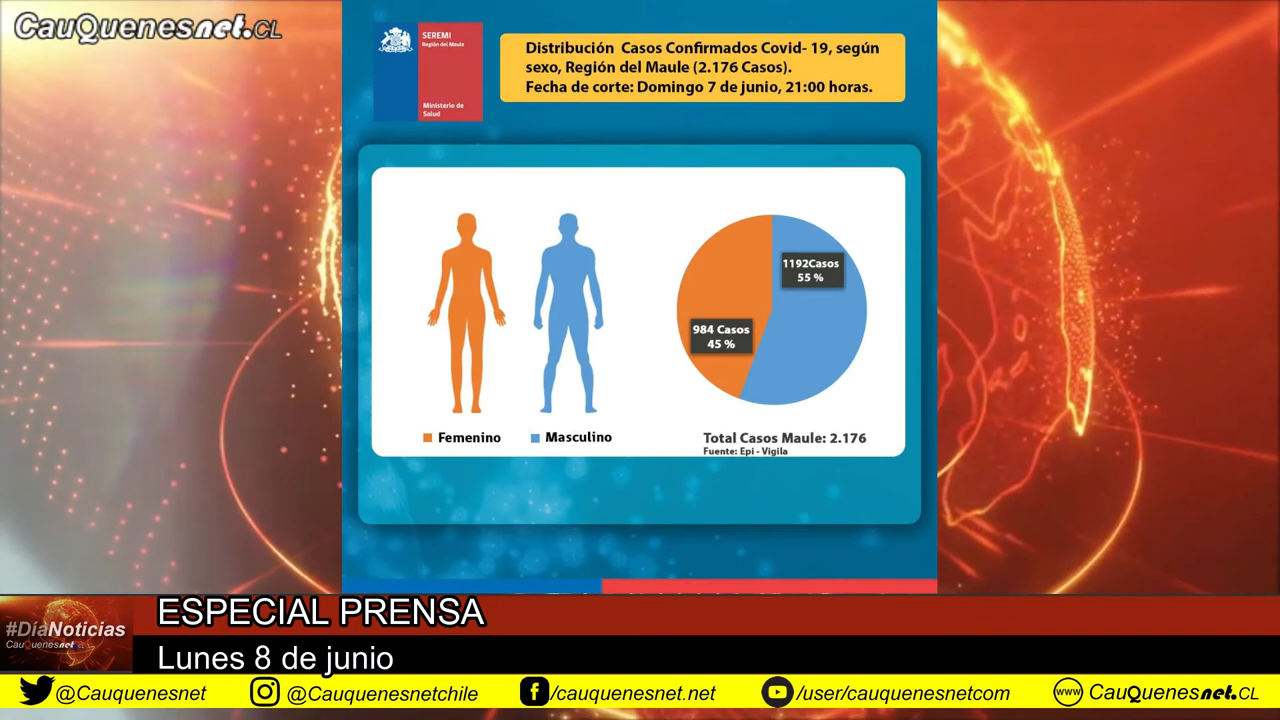 CauQuenesnet.CL
SEREMI
Región del Maule
Ministerio de
Salud
Distribución Casos Confirmados Covid- 19, según
sexo, Región del Maule (2.176 Casos).
Fecha de corte: Domingo 7 de junio, 21:00 horas.
1192Casos
55 %
984 Casos
45 %
Femenino
Masculino
Total Casos Maule: 2.176
Fuente: Epi - Vigila
ESPECIAL PRENSA
#DíaNoticias
CauQuenesnet.CL
Lunes 8 de junio
@Cauquenesnet
@Cauquenesnetchile
/cauquenes.net
/user/cauquenesnetcom
www
CauQuenesnet.CL